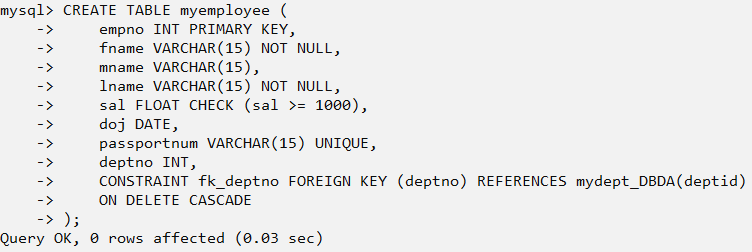 mysql> CREATE TABLE myemployee (
    ->     empno INT PRIMARY KEY,
    ->     fname VARCHAR(15) NOT NULL,
    ->     mname VARCHAR(15),
    ->     lname VARCHAR(15) NOT NULL,
    ->     sal FLOAT CHECK (sal >= 1000),
    ->     doj DATE,
    ->     passportnum VARCHAR(15) UNIQUE,
    ->     deptno INT,
    ->     CONSTRAINT fk_deptno FOREIGN KEY (deptno) REFERENCES mydept_DBDA(deptid)
    ->     ON DELETE CASCADE
    -> );
Query OK, 0 rows affected (0.03 sec)